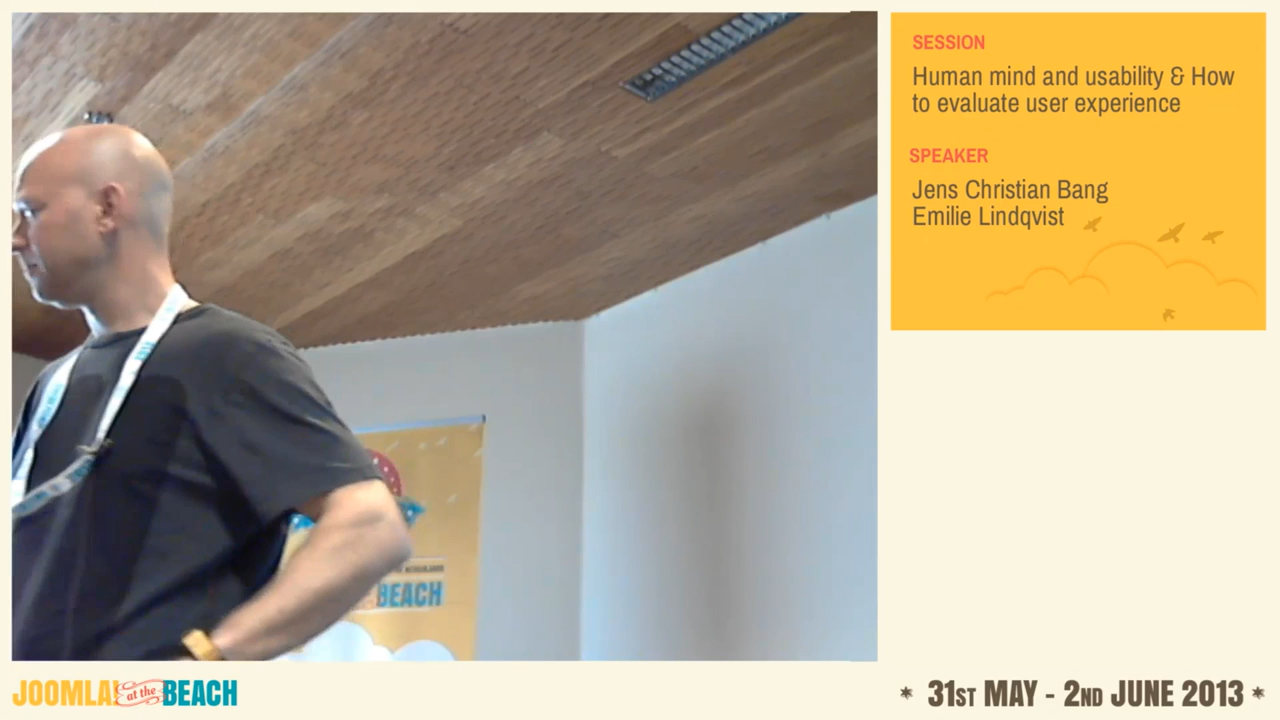 SESSION
Human mind and usability & How
to evaluate user experience
SPEAKER
Jens Christian Bang
Emilie Lindqvist
BEACH
JOOMLA! at the BEACH
* 31ST MAY - 2ND JUNE 2013 *